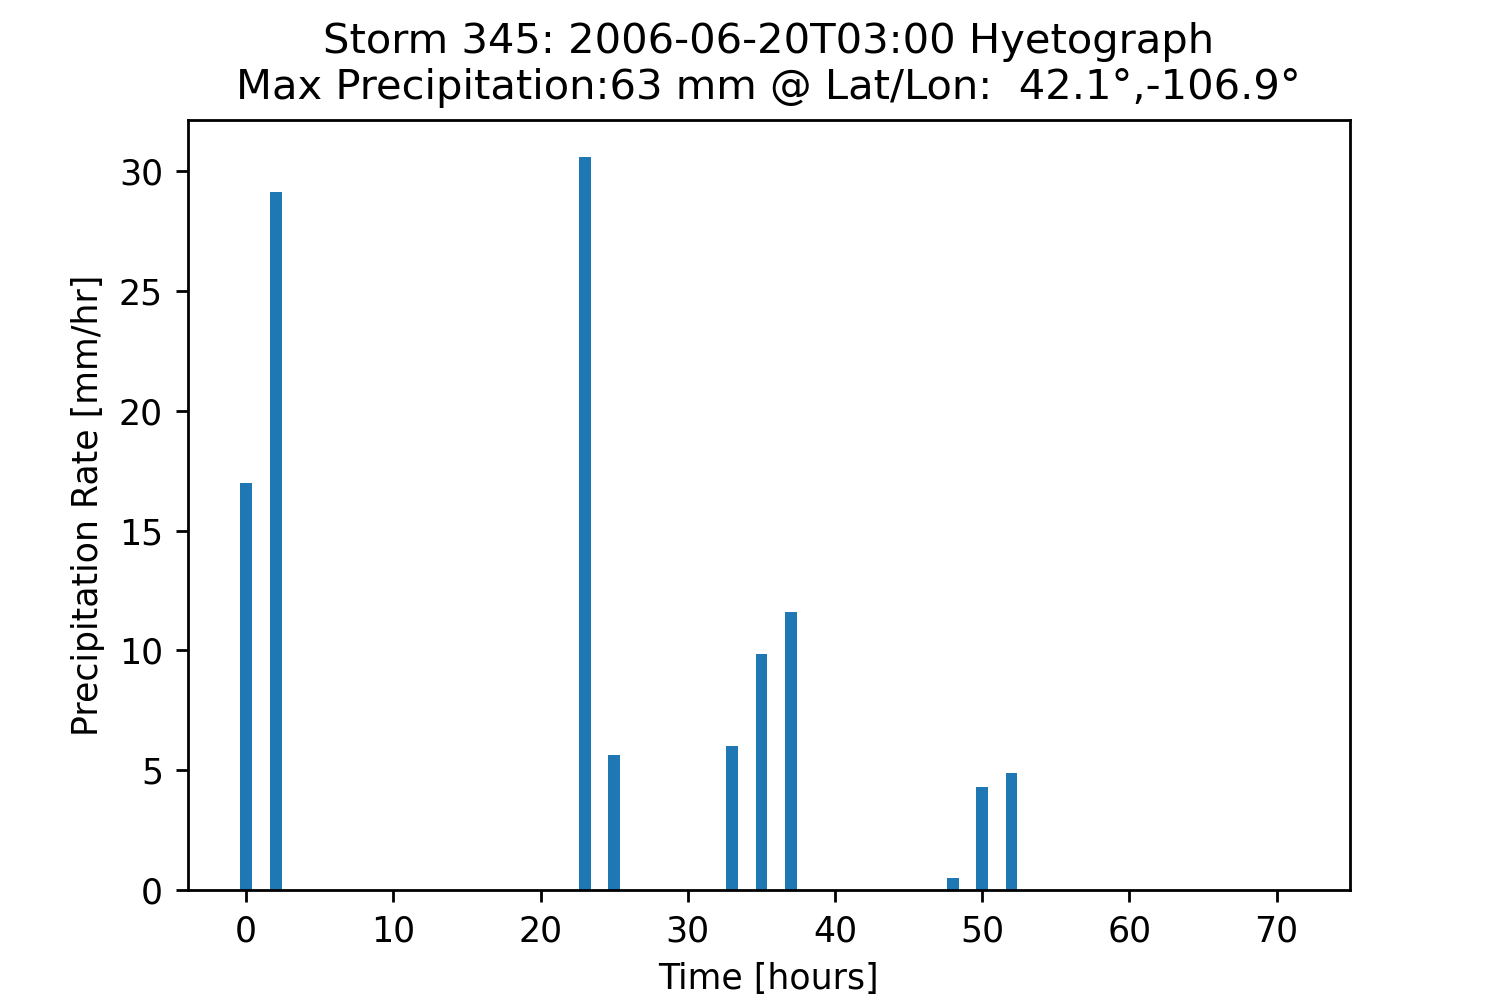 Storm 345: 2006-06-20T03:00 Hyetograph
Max Precipitation:63 mm @ Lat/Lon:  42.1°,-106.9°
Precipitation Rate [mm/hr]
30
25
20
15
10
5
0
0 10 20 30 40 50 60 70
Time [hours]